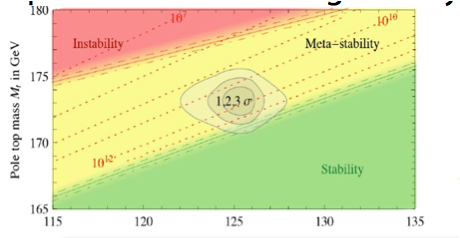 180
10⁷
10¹⁰
Instability
Meta−stability
175
Pole top mass Mₜ in GeV
1,2,3 σ
170
10¹²
Stability
165
115 120 125 130 135